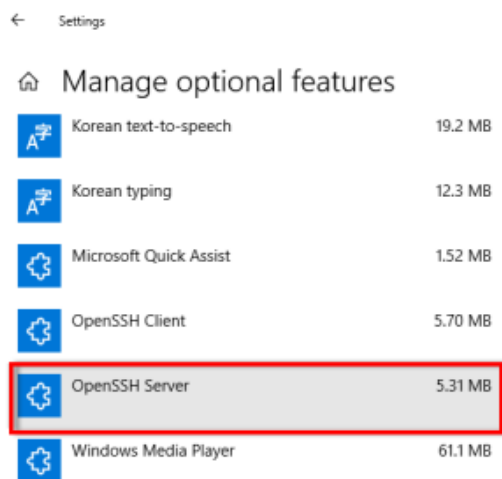 Settings
Manage optional features
Korean text-to-speech 19.2 MB
Korean typing 12.3 MB
Microsoft Quick Assist 1.52 MB
OpenSSH Client 5.70 MB
OpenSSH Server 5.31 MB
Windows Media Player 61.1 MB